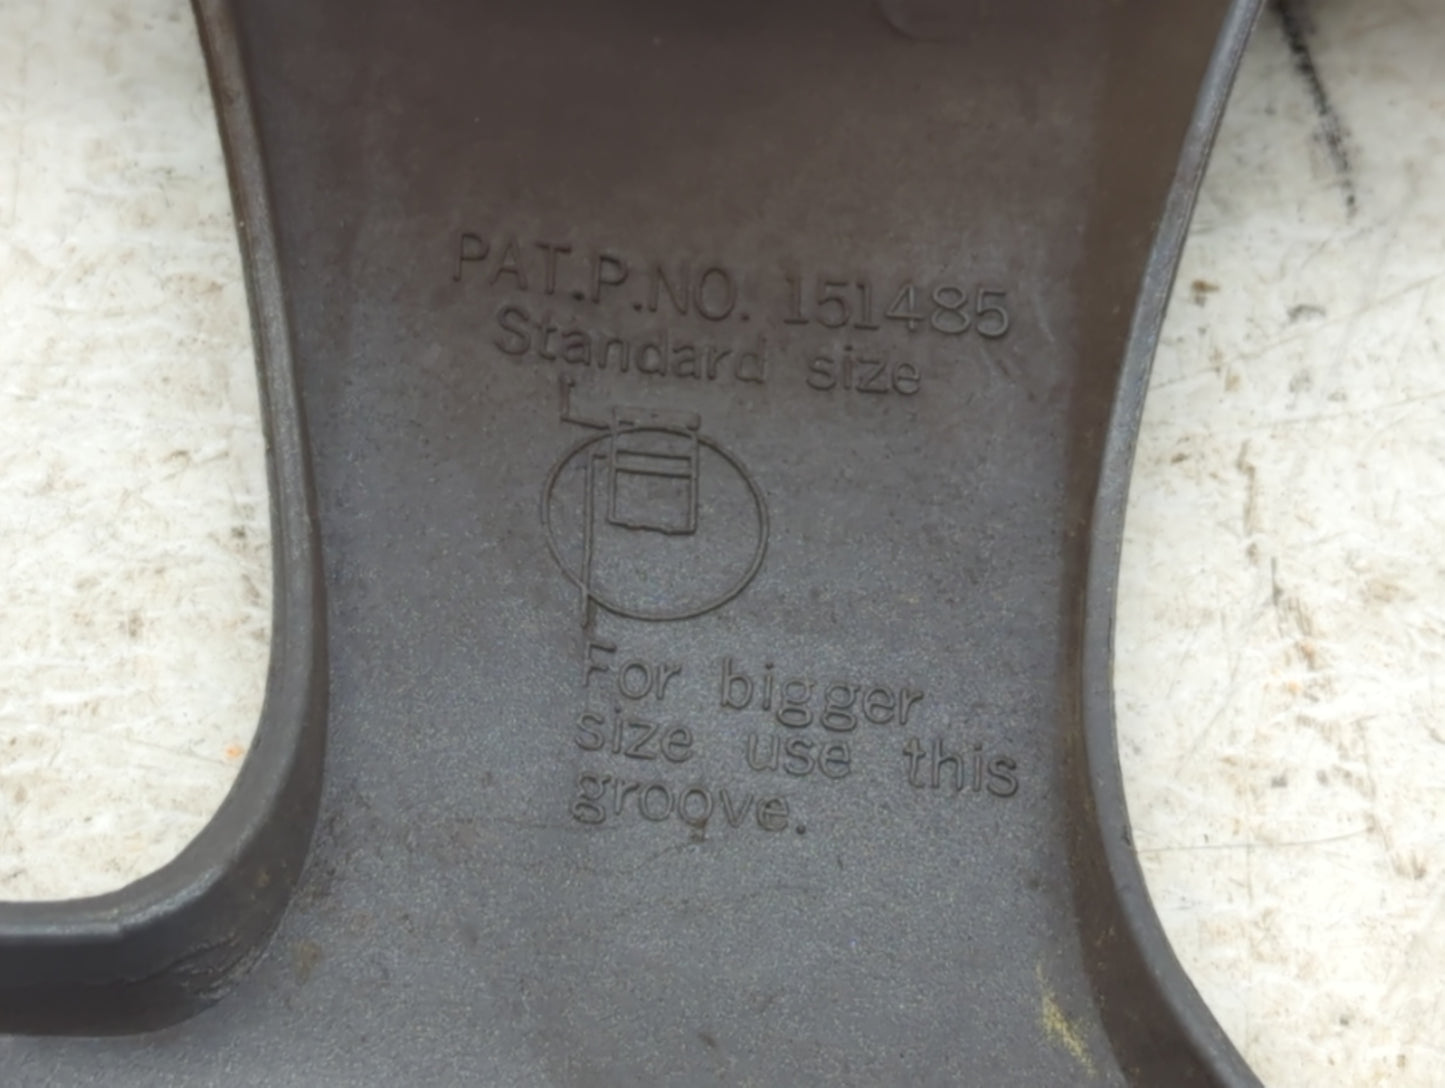 PAT.P.NO. 151485
Standard size
For bigger
size use this
groove.